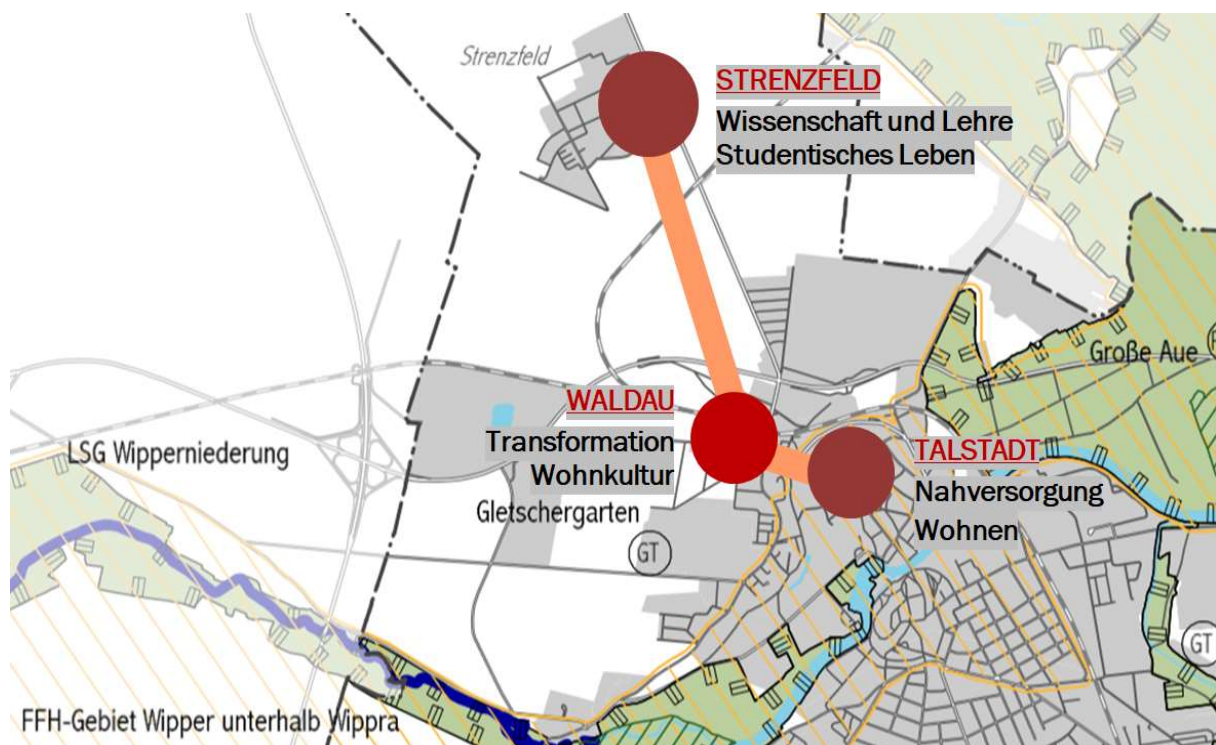 Strenzfeld
STRENZFELD
Wissenschaft und Lehre
Studentisches Leben
Große Aue
WALDAU
Transformation
Wohnkultur
LSG Wipperniederung
TALSTADT
Nahversorgung
Wohnen
Gletschergarten
GT
GT
FFH-Gebiet Wipper unterhalb Wippra